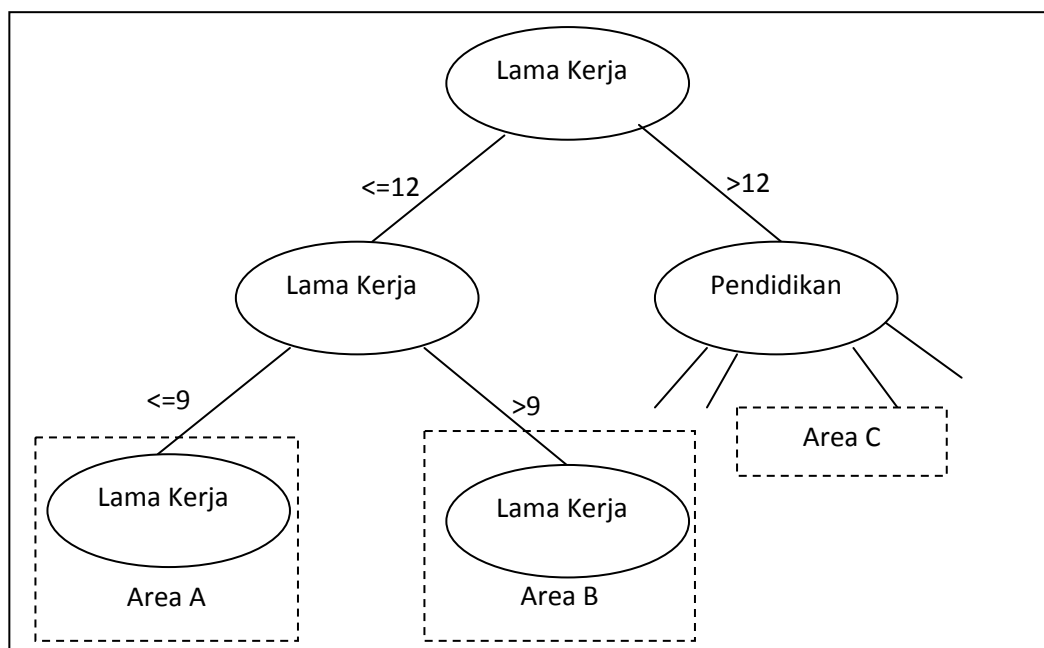 Lama Kerja
<=12
>12
Lama Kerja
Pendidikan
<=9
>9
Area C
Lama Kerja
Lama Kerja
Area A
Area B